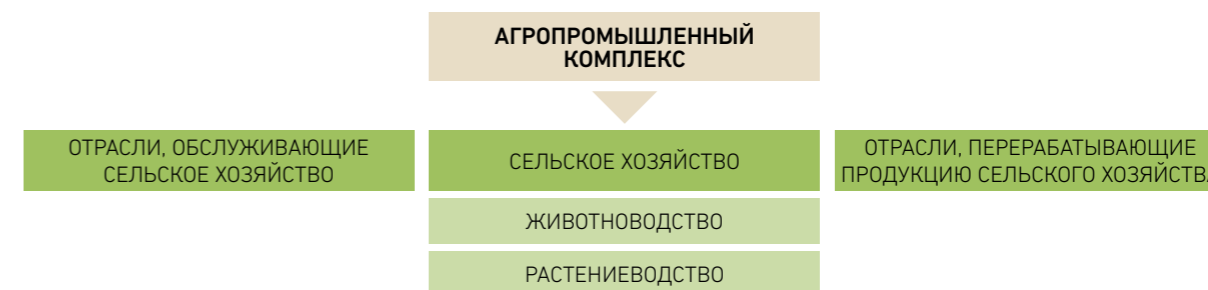 АГРОПРОМЫШЛЕННЫЙ
КОМПЛЕКС
ОТРАСЛИ, ОБСЛУЖИВАЮЩИЕ
СЕЛЬСКОЕ ХОЗЯЙСТВО
СЕЛЬСКОЕ ХОЗЯЙСТВО
ОТРАСЛИ, ПЕРЕРАБАТЫВАЮЩИЕ
ПРОДУКЦИЮ СЕЛЬСКОГО ХОЗЯЙСТВА
ЖИВОТНОВОДСТВО
РАСТЕНИЕВОДСТВО